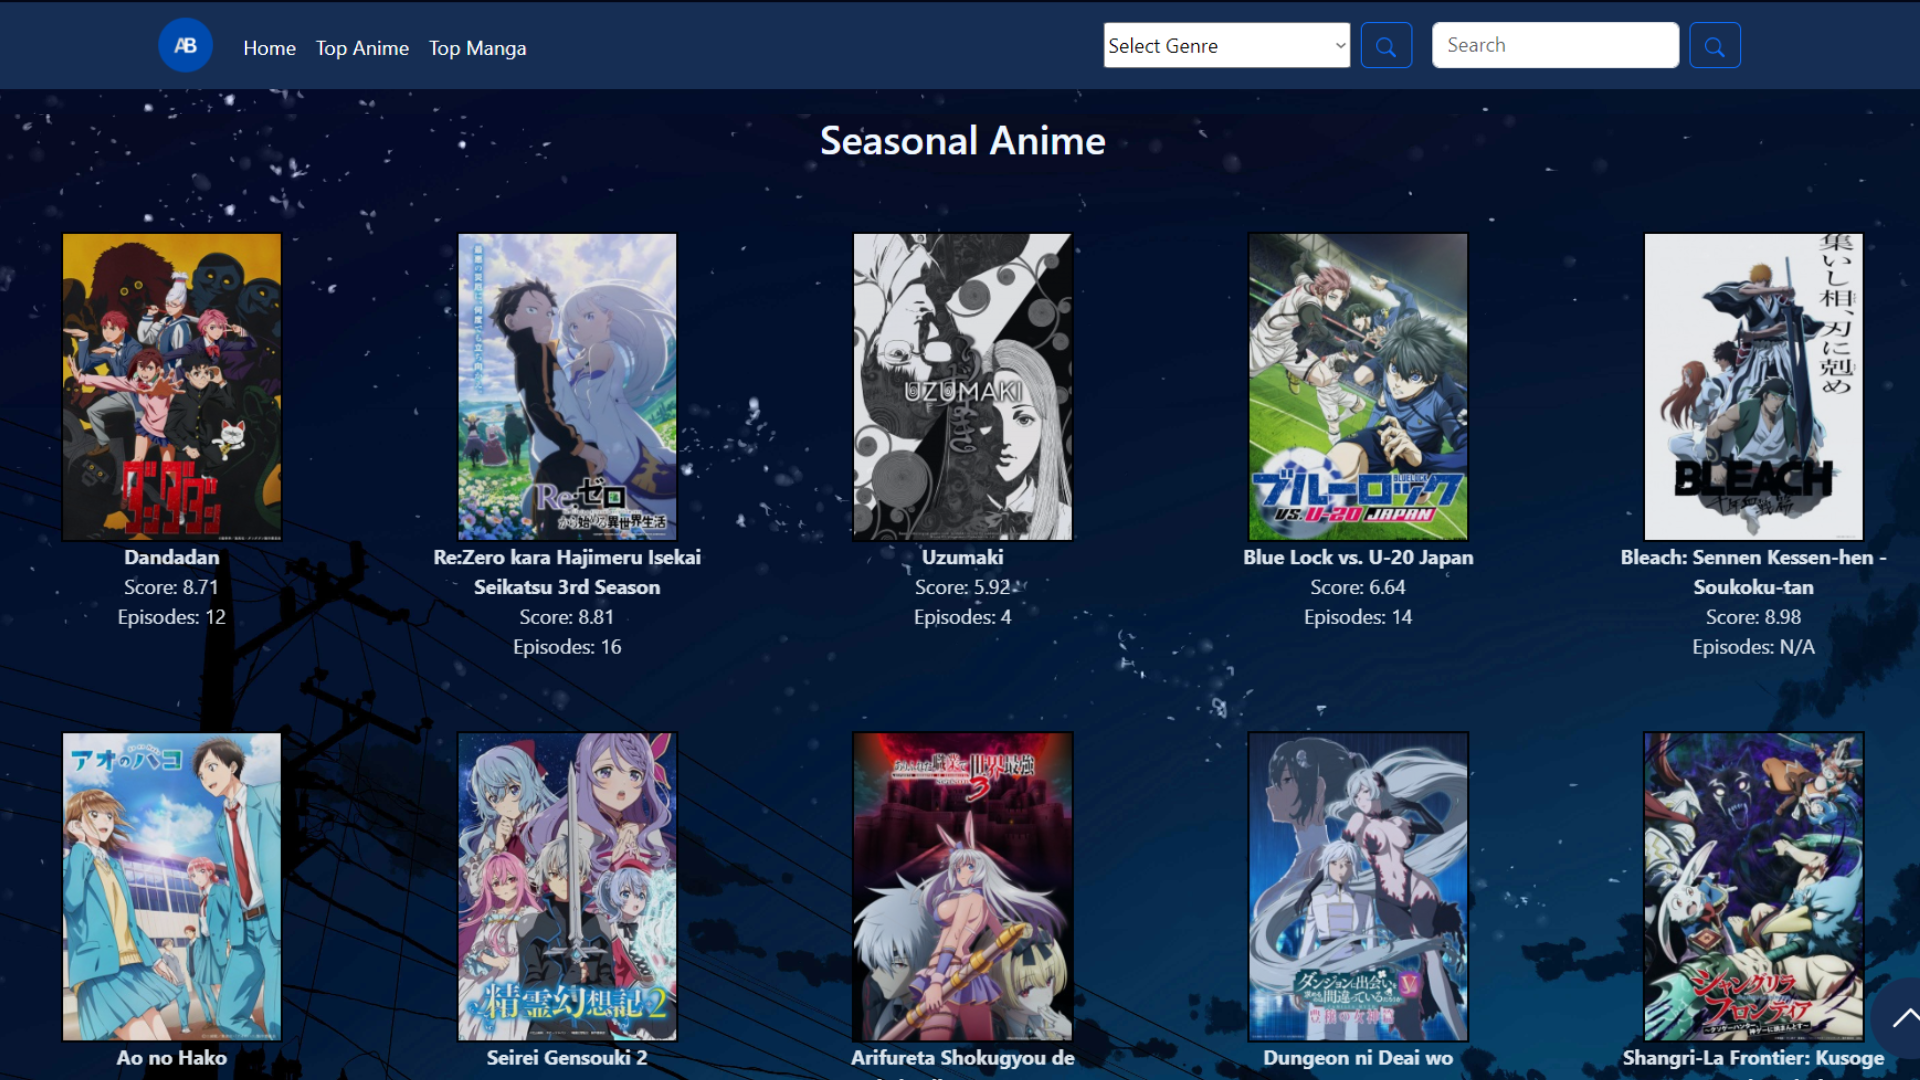 AB
Home
Top Anime
Top Manga
Select Genre
Search
Seasonal Anime
ダンダダン
Re:ゼロ
から始める異世界生活
UZUMAKI
うずまき
BLUELOCK
ブルーロック
VS. U-20 JAPAN
集いし相、刃に剋め
BLEACH
千年血戦篇
Dandadan
Score: 8.71
Episodes: 12
Re:Zero kara Hajimeru Isekai
Seikatsu 3rd Season
Score: 8.81
Episodes: 16
Uzumaki
Score: 5.92
Episodes: 4
Blue Lock vs. U-20 Japan
Score: 6.64
Episodes: 14
Bleach: Sennen Kessen-hen -
Soukoku-tan
Score: 8.98
Episodes: N/A
アオのハコ
精霊幻想記2
ありふれた職業で世界最強
3
ダンジョンに出会いを
求めるのは間違っているだろうか
V
豊穣の女神篇
シャングリラ
フロンティア
Ao no Hako
Seirei Gensouki 2
Arifureta Shokugyou de
Dungeon ni Deai wo
Shangri-La Frontier: Kusoge